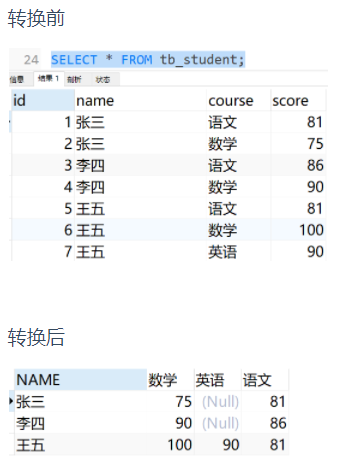 转换前
24 SELECT * FROM tb_student;
信息 结果 1 剖析 状态
id name course score
1 张三 语文 81
2 张三 数学 75
3 李四 语文 86
4 李四 数学 90
5 王五 语文 81
6 王五 数学 100
7 王五 英语 90
转换后
NAME 数学 英语 语文
张三 75 (Null) 81
李四 90 (Null) 86
王五 100 90 81